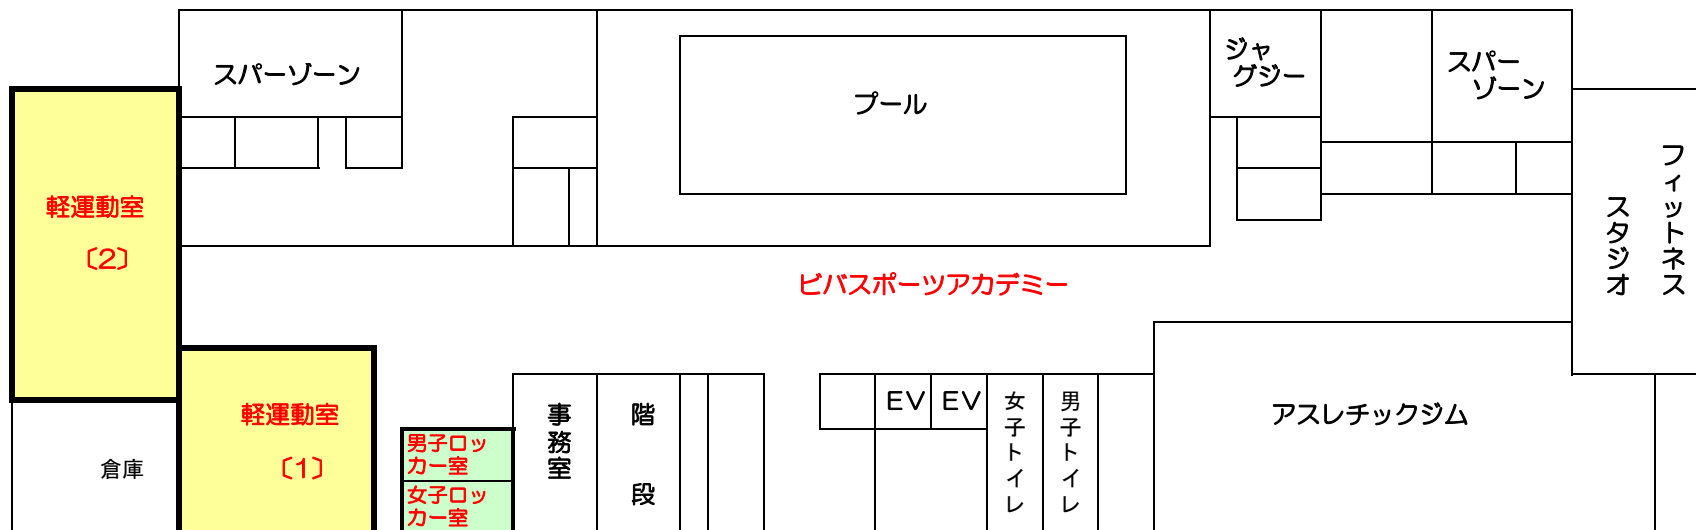 スパーゾーン
プール
ジャ
グジー
スパー
ゾーン
フィットネス
スタジオ
軽運動室
〔2〕
ビバスポーツアカデミー
軽運動室
〔1〕
倉庫
男子ロッ
カー室
女子ロッ
カー室
事務室
階段
EV
EV
女子トイレ
男子トイレ
アスレチックジム